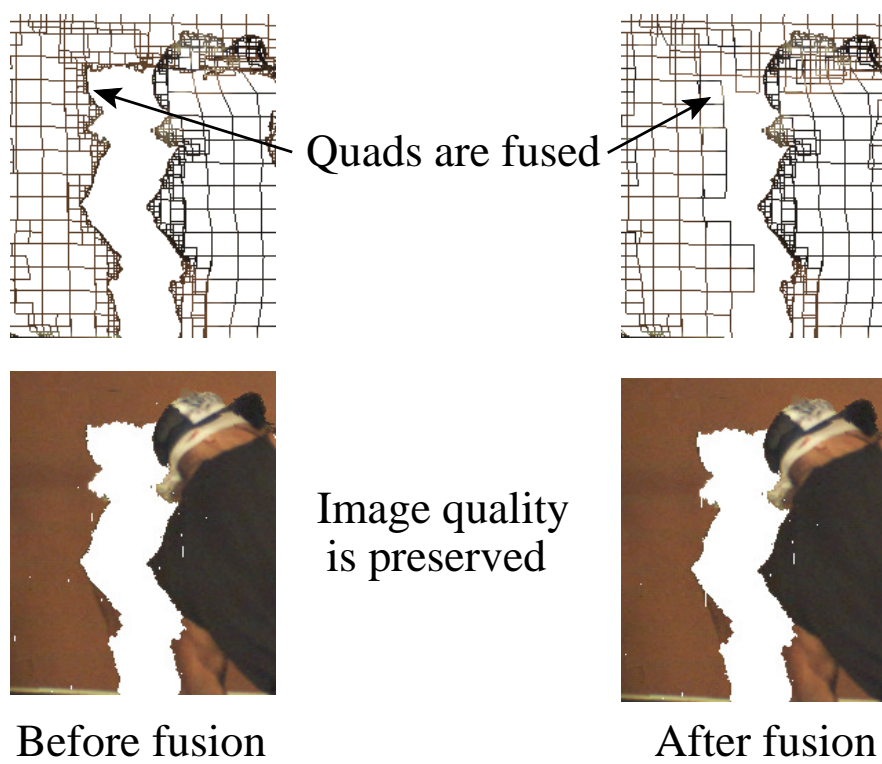 Quads are fused
Image quality
is preserved
Before fusion
After fusion